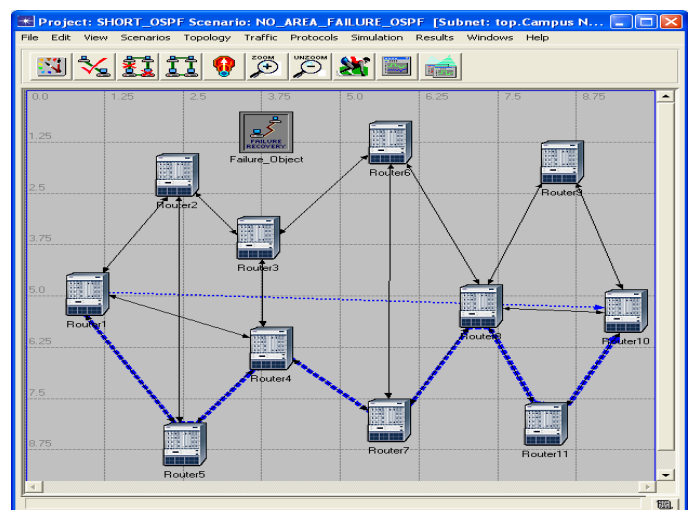 Project: SHORT_OSPF Scenario: NO_AREA_FAILURE_OSPF [Subnet: top.Campus N...
File Edit View Scenarios Topology Traffic Protocols Simulation Results Windows Help
ZOOM UNZOOM
0.0 1.25 2.5 3.75 5.0 6.25 7.5 8.75
1.25
FAILURE
RECOVERY
Failure_Object
Router6
2.5
Router9
Router2
3.75
Router3
5.0
Router1
Router8
Router10
6.25
Router4
7.5
8.75
Router7
Router11
Router5